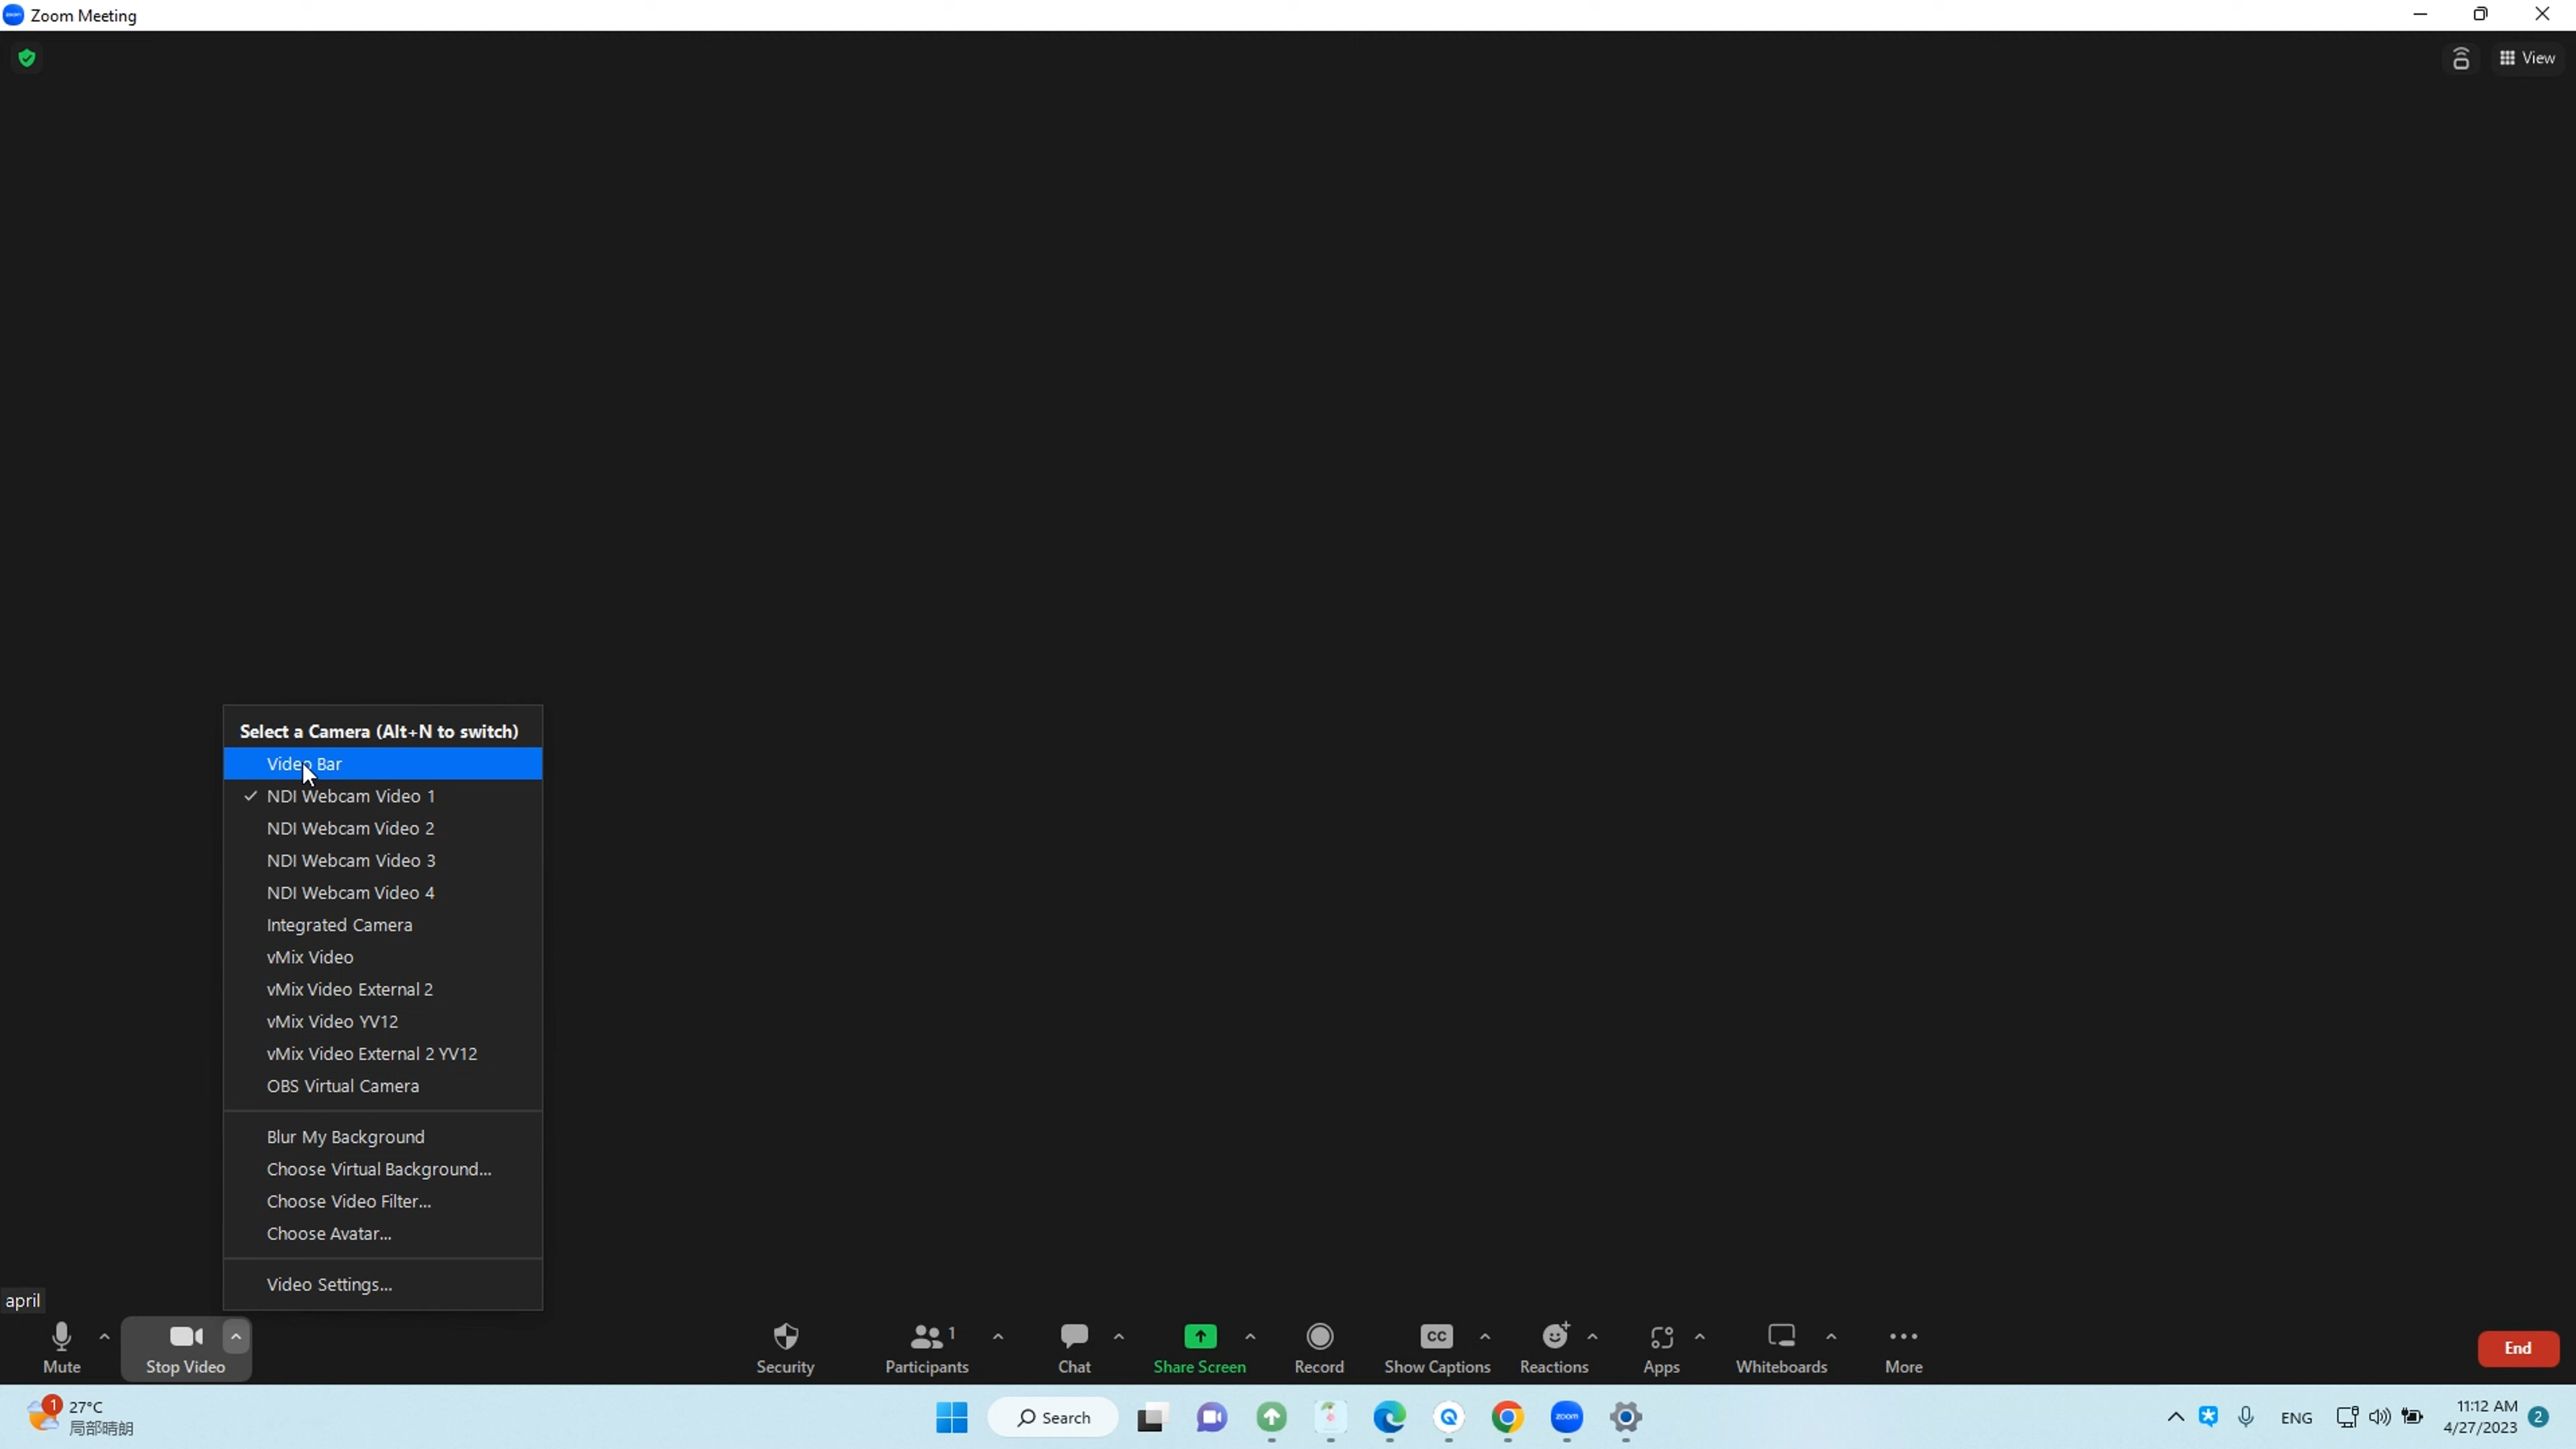 Zoom Meeting
View
Select a Camera (Alt+N to switch)
Video Bar
NDI Webcam Video 1
NDI Webcam Video 2
NDI Webcam Video 3
NDI Webcam Video 4
Integrated Camera
vMix Video
vMix Video External 2
vMix Video YV12
vMix Video External 2 YV12
OBS Virtual Camera
Blur My Background
Choose Virtual Background...
Choose Video Filter...
Choose Avatar...
Video Settings...
april
Mute
Stop Video
Security
1
Participants
Chat
Share Screen
Record
CC
Show Captions
Reactions
Apps
Whiteboards
More
End
1
27°C
局部晴朗
Search
zoom
ENG
11:12 AM
4/27/2023
2